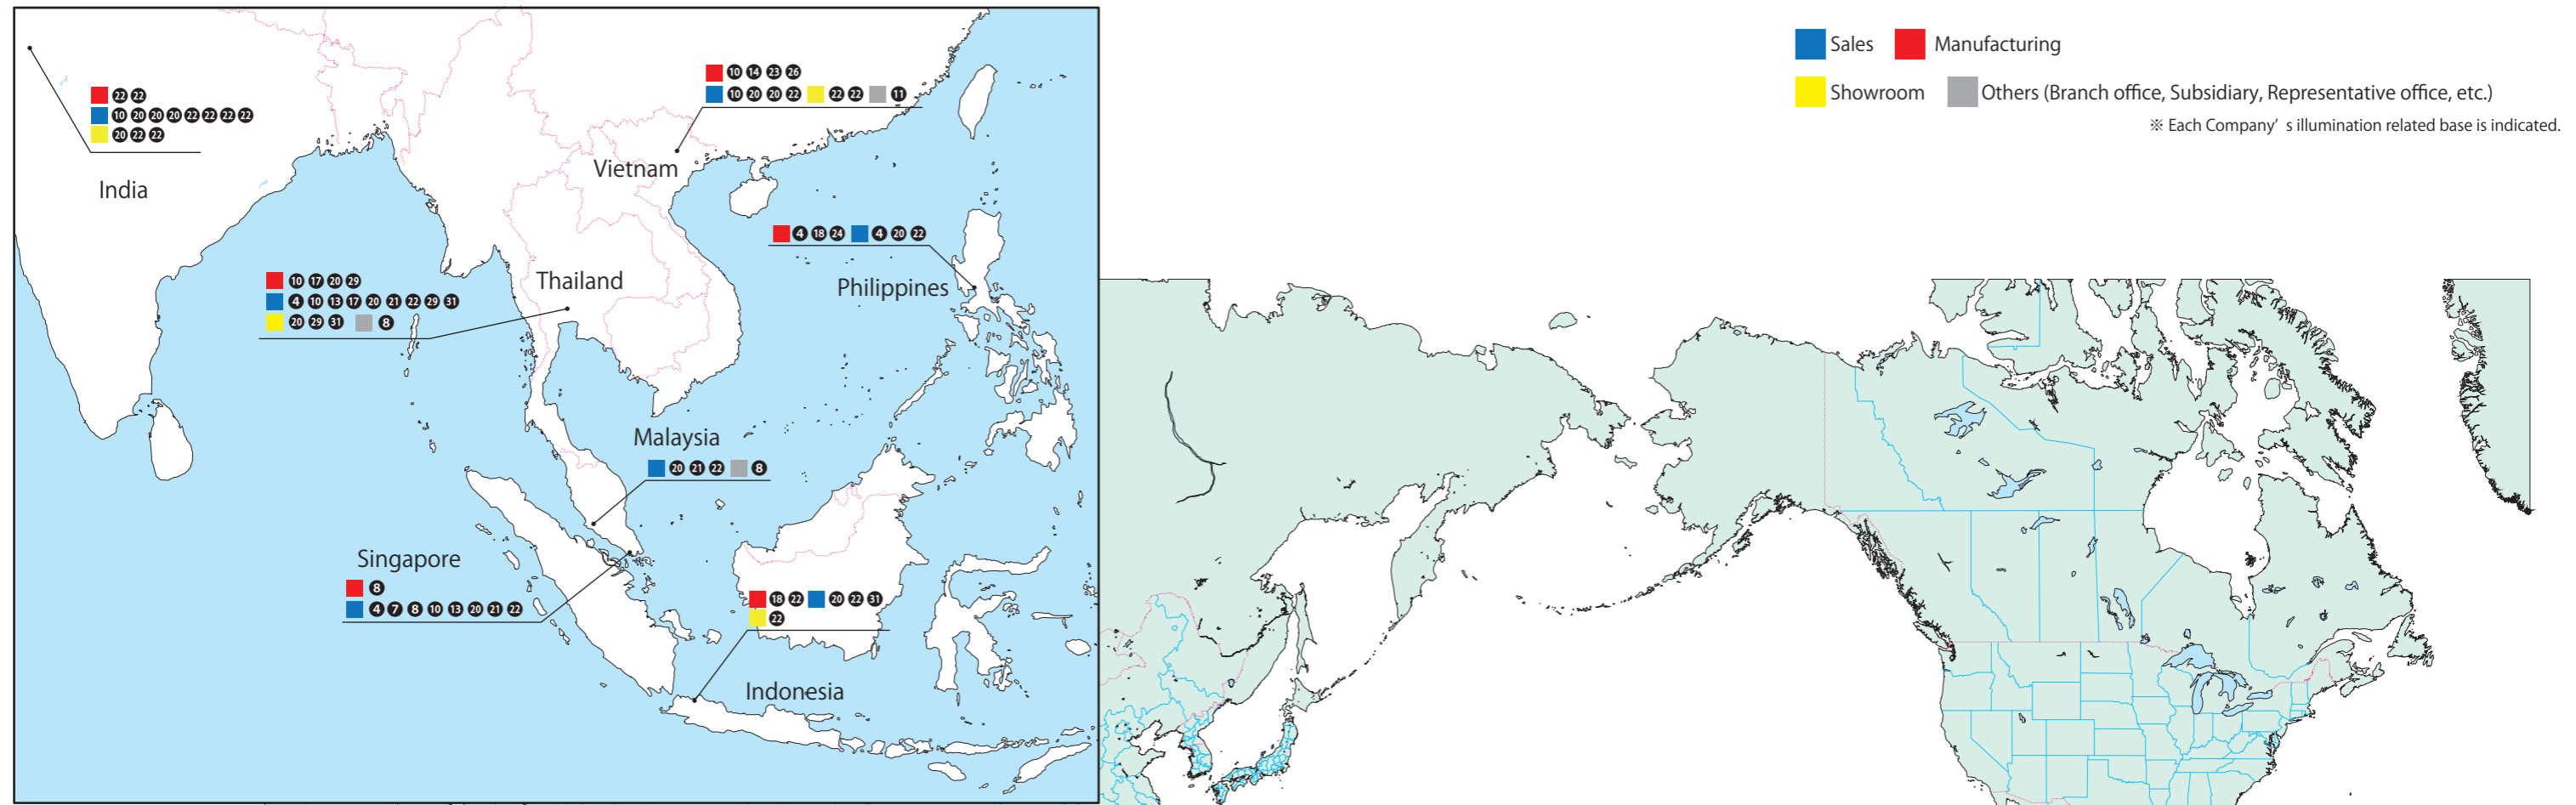 Sales Manufacturing
Showroom Others (Branch office, Subsidiary, Representative office, etc.)
※ Each Company’ s illumination related base is indicated.
22 22
10 20 20 20 22 22 22 22
20 22 22
India
10 14 23 26
10 20 20 22 22 22 11
Vietnam
4 18 24 4 20 22
Philippines
10 17 20 29
4 10 13 17 20 21 22 29 31
20 29 31 8
Thailand
Malaysia
20 21 22 8
Singapore
8
4 7 8 10 13 20 21 22
18 22 20 22 31
22
Indonesia